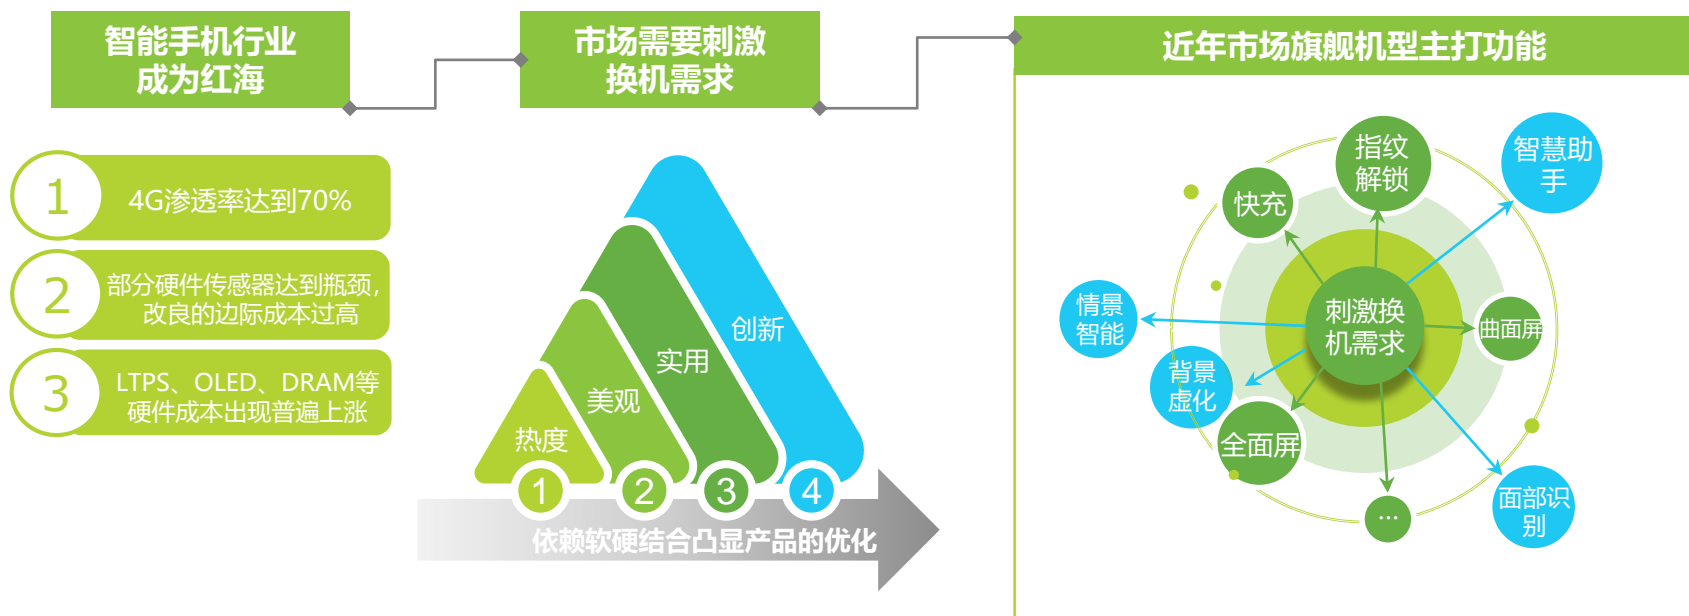 智能手机行业
成为红海
市场需要刺激
换机需求
近年市场旗舰机型主打功能
1
4G渗透率达到70%
2
部分硬件传感器达到瓶颈，
改良的边际成本过高
3
LTPS、OLED、DRAM等
硬件成本出现普遍上涨
创新
实用
美观
热度
1
2
3
4
依赖软硬结合凸显产品的优化
指纹
解锁
智慧助
手
快充
情景
智能
刺激换
机需求
曲面屏
背景
虚化
全面屏
面部识
别
...